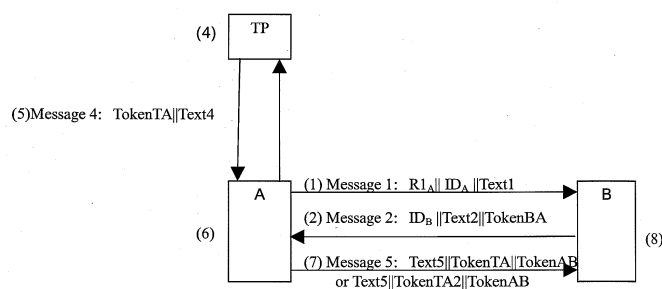 (4) TP
(5)Message 4: TokenTA||Text4
(1) Message 1: R1A|| IDA ||Text1
A
B
(2) Message 2: IDB ||Text2||TokenBA
(6)
(8)
(7) Message 5: Text5||TokenTA||TokenAB
or Text5||TokenTA2||TokenAB